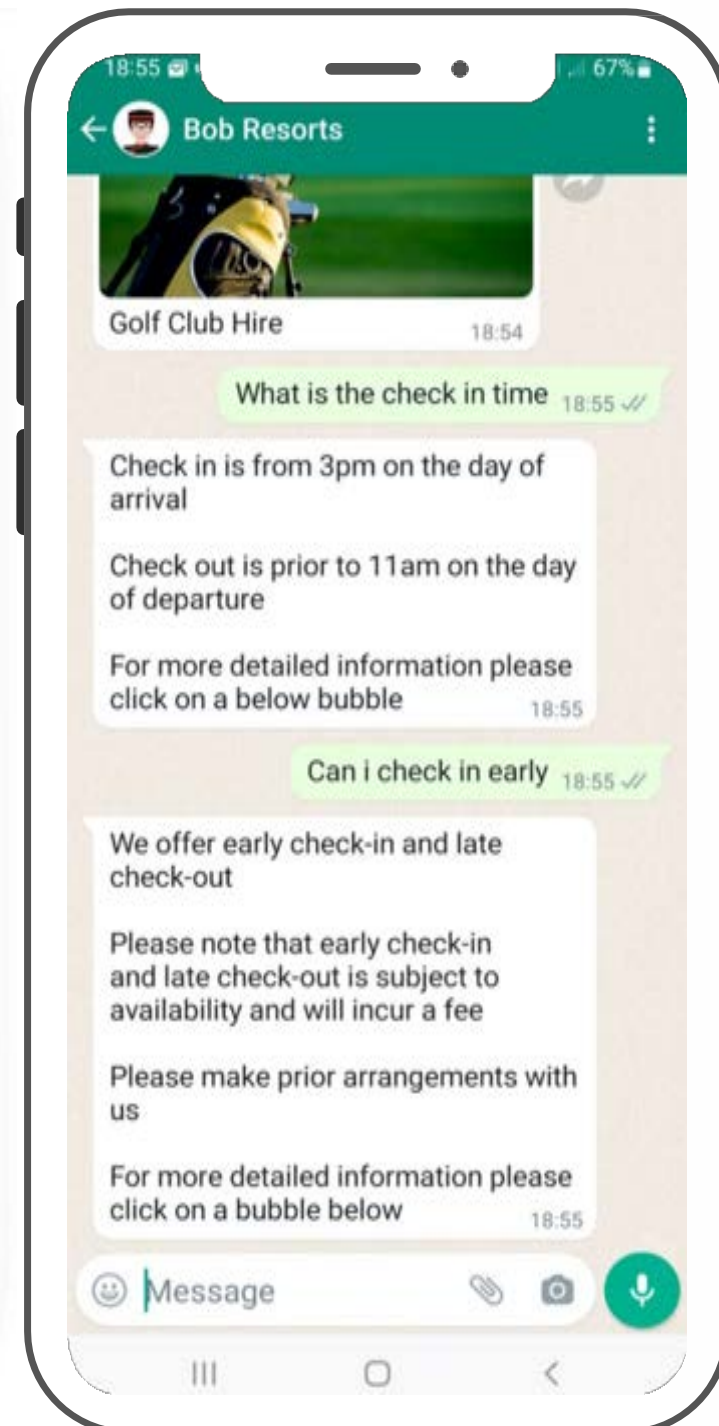 18:55
67%
Bob Resorts
Golf Club Hire
18:54
What is the check in time 18:55
Check in is from 3pm on the day of
arrival
Check out is prior to 11am on the day
of departure
For more detailed information please
click on a below bubble
18:55
Can i check in early 18:55
We offer early check-in and late
check-out
Please note that early check-in
and late check-out is subject to
availability and will incur a fee
Please make prior arrangements with
us
For more detailed information please
click on a bubble below
18:55
Message